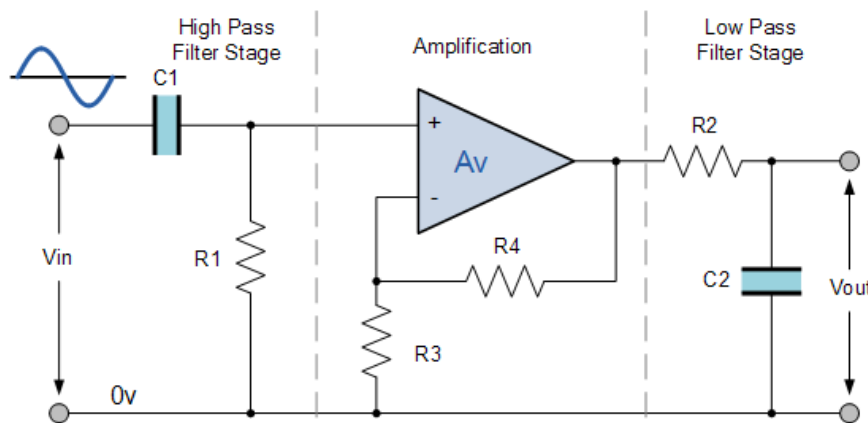 High Pass
Filter Stage
Amplification
Low Pass
Filter Stage
C1
+
Av
-
R2
Vin
R1
R4
C2
Vout
R3
0v